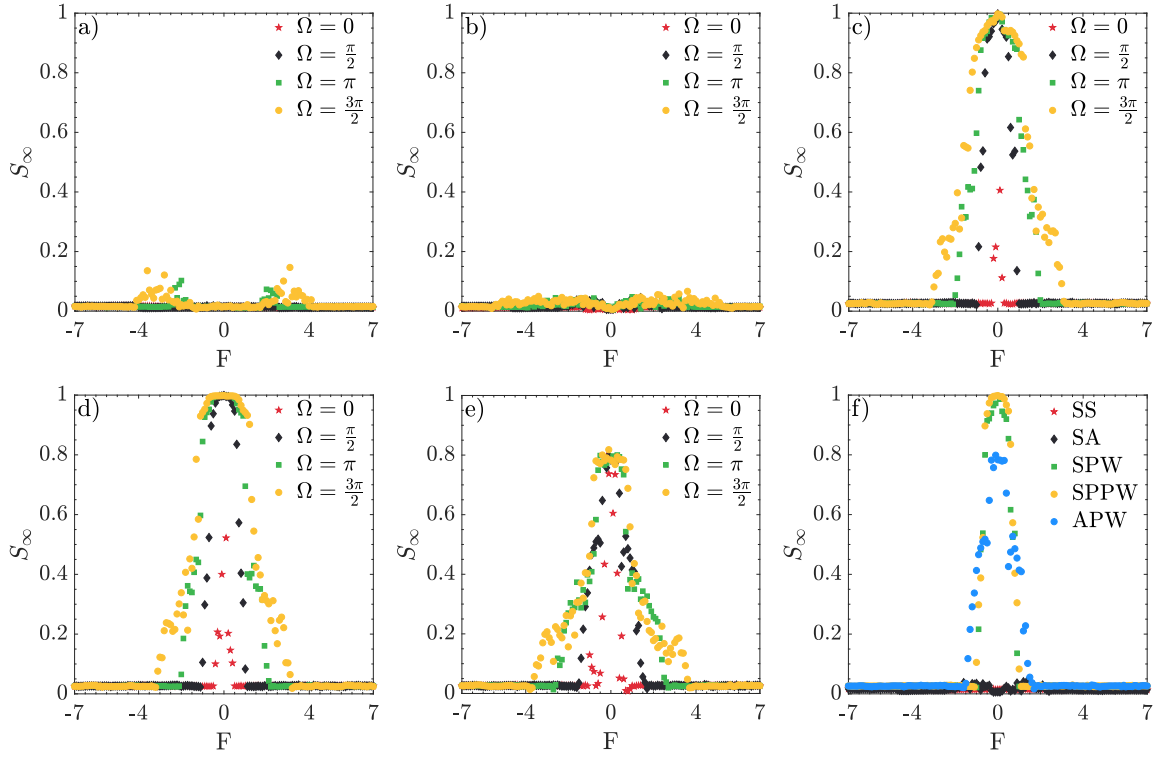 a)
Ω = 0
Ω = π/2
Ω = π
Ω = 3π/2
S∞
1
0.8
0.6
0.4
0.2
0
-7 -4 0 4 7
F
b)
Ω = 0
Ω = π/2
Ω = π
Ω = 3π/2
S∞
1
0.8
0.6
0.4
0.2
0
-7 -4 0 4 7
F
c)
Ω = 0
Ω = π/2
Ω = π
Ω = 3π/2
S∞
1
0.8
0.6
0.4
0.2
0
-7 -4 0 4 7
F
d)
Ω = 0
Ω = π/2
Ω = π
Ω = 3π/2
S∞
1
0.8
0.6
0.4
0.2
0
-7 -4 0 4 7
F
e)
Ω = 0
Ω = π/2
Ω = π
Ω = 3π/2
S∞
1
0.8
0.6
0.4
0.2
0
-7 -4 0 4 7
F
f)
SS
SA
SPW
SPPW
APW
S∞
1
0.8
0.6
0.4
0.2
0
-7 -4 0 4 7
F